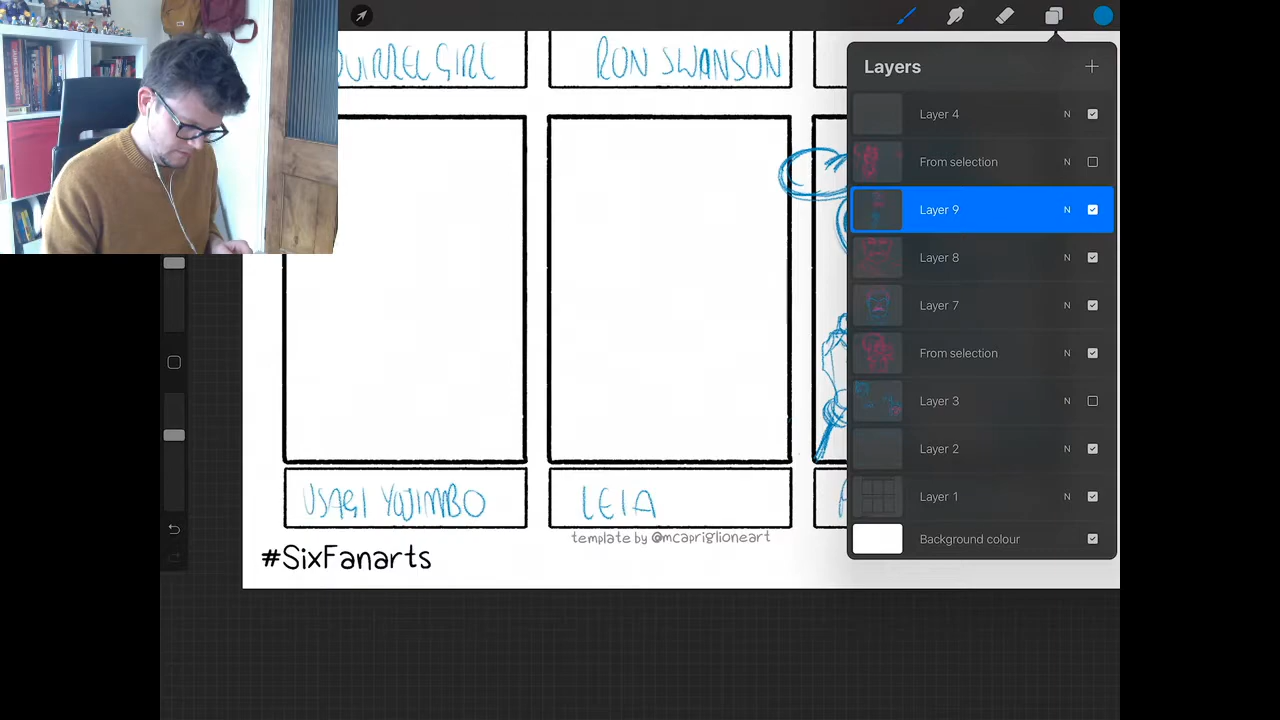 Layers
Layer 4 N
From selection N
Layer 9 N
Layer 8 N
Layer 7 N
From selection N
Layer 3 N
Layer 2 N
Layer 1 N
Background colour
GIRL
RON SWANSON
USAGI YOJIMBO
LEIA
template by @mcapriglioneart
#SixFanarts